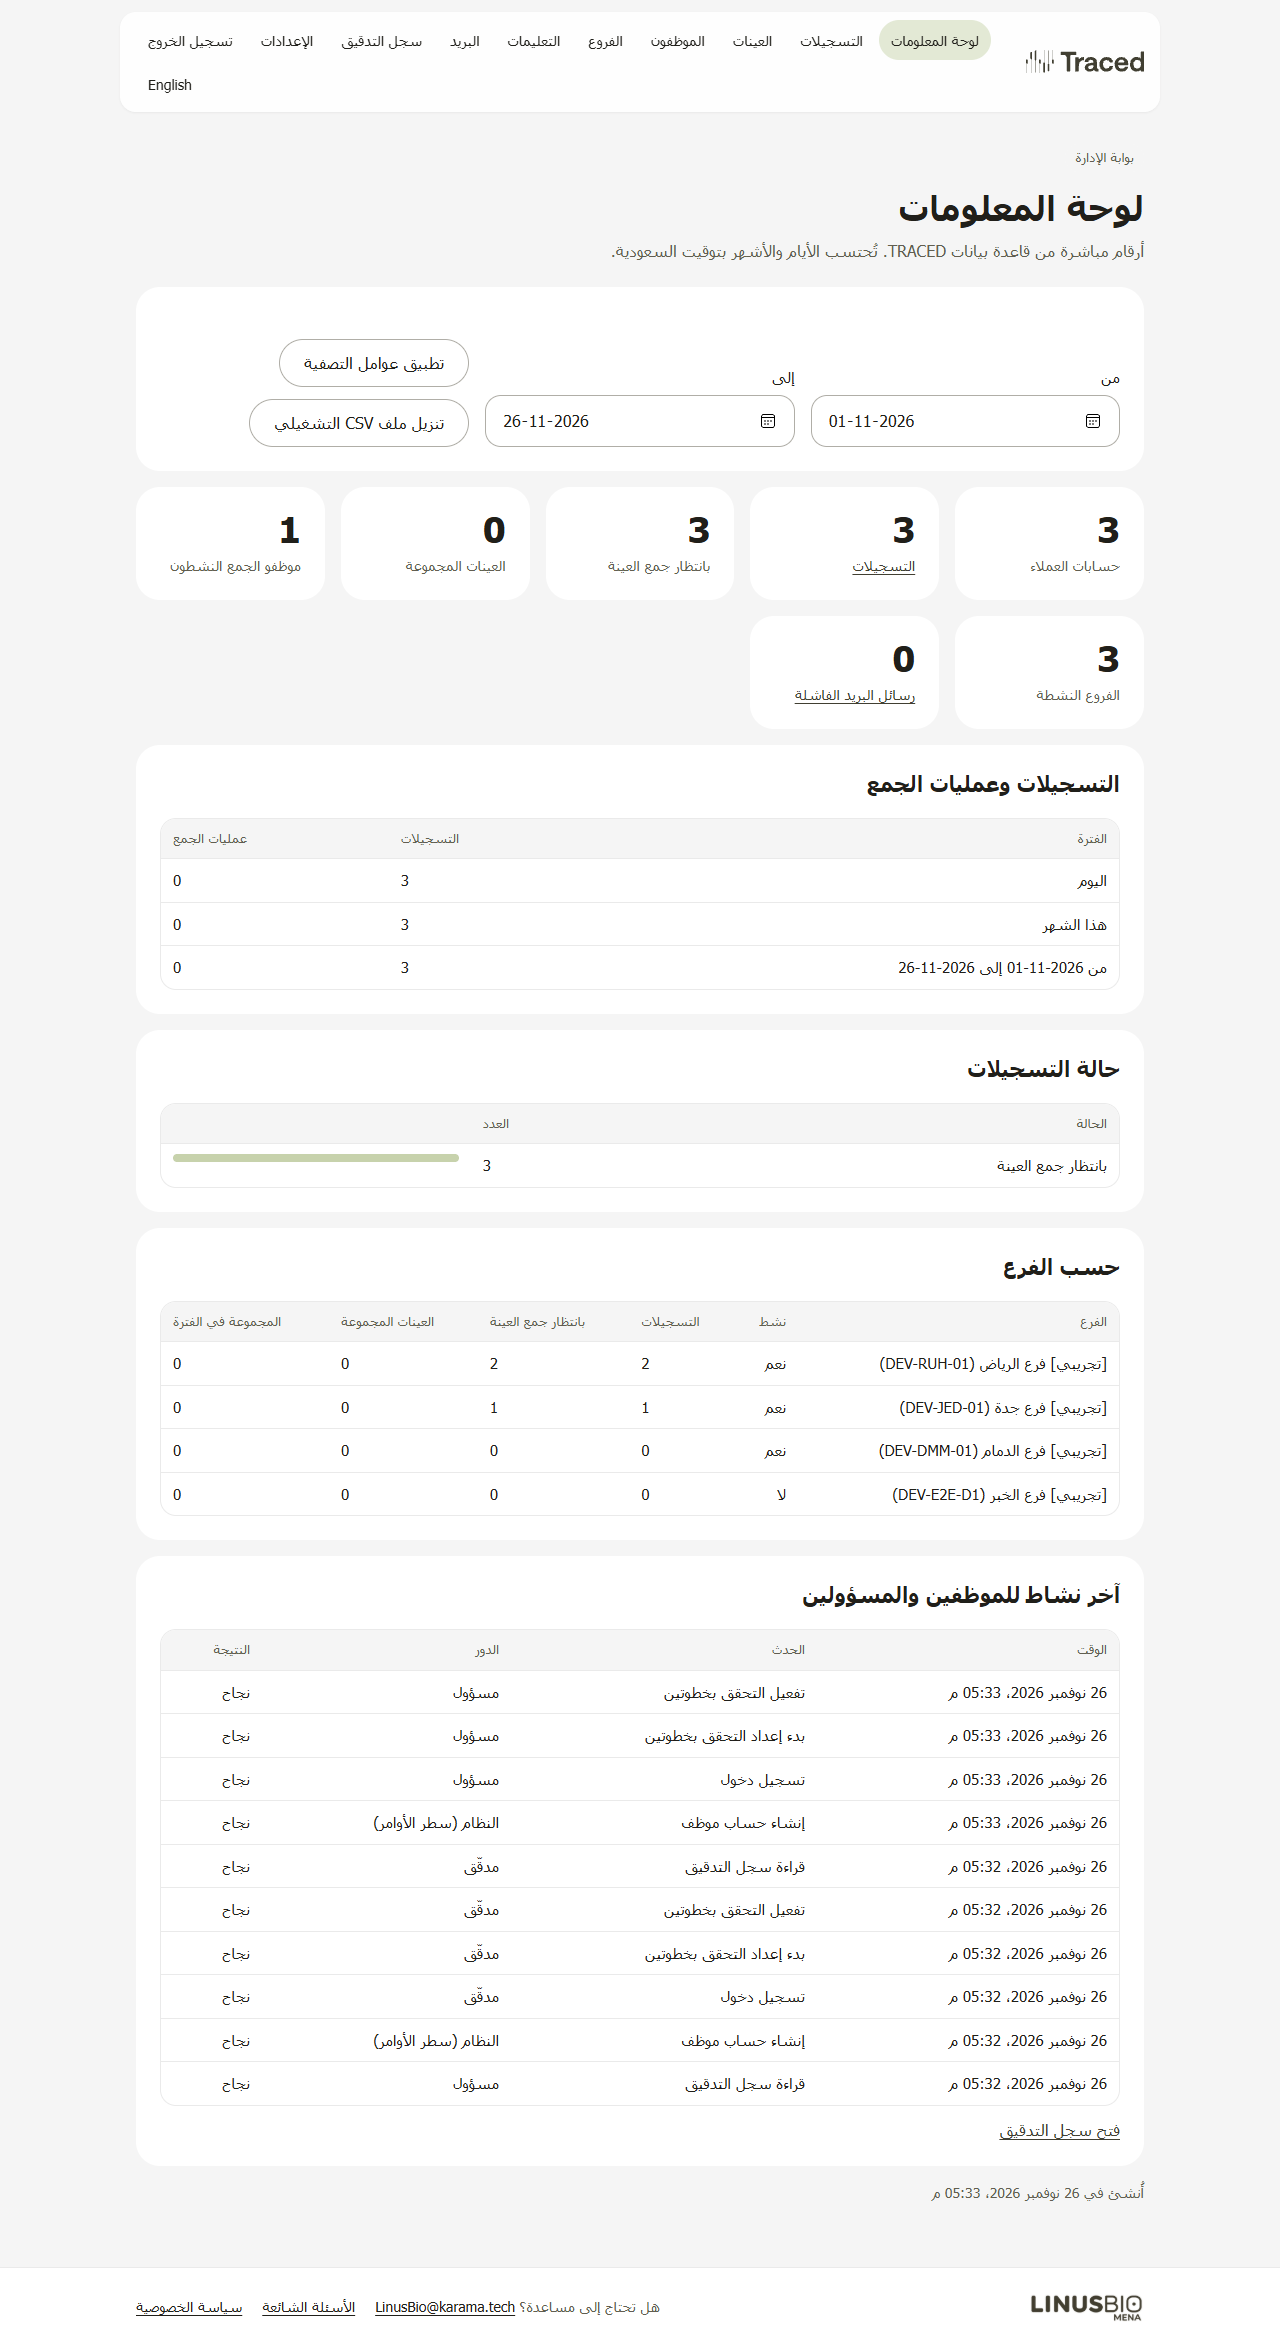 Traced
لوحة المعلومات التسجيلات العينات الموظفون الفروع التعليمات البريد سجل التدقيق الإعدادات تسجيل الخروج
English
بوابة الإدارة
لوحة المعلومات
أرقام مباشرة من قاعدة بيانات TRACED. تُحتسب الأيام والأشهر بتوقيت السعودية.
من
01-11-2026
إلى
26-11-2026
تطبيق عوامل التصفية
تنزيل ملف CSV التشغيلي
3
حسابات العملاء
3
التسجيلات
3
بانتظار جمع العينة
0
العينات المجموعة
1
موظفو الجمع النشطون
3
الفروع النشطة
0
رسائل البريد الفاشلة
التسجيلات وعمليات الجمع
الفترة التسجيلات عمليات الجمع
اليوم 3 0
هذا الشهر 3 0
من 2026-11-01 إلى 2026-11-26 3 0
حالة التسجيلات
الحالة العدد
بانتظار جمع العينة 3
حسب الفرع
الفرع نشط التسجيلات بانتظار جمع العينة العينات المجموعة المجموعة في الفترة
[تجريبي] فرع الرياض (DEV-RUH-01) نعم 2 2 0 0
[تجريبي] فرع جدة (DEV-JED-01) نعم 1 1 0 0
[تجريبي] فرع الدمام (DEV-DMM-01) نعم 0 0 0 0
[تجريبي] فرع الخبر (DEV-E2E-D1) لا 0 0 0 0
آخر نشاط للموظفين والمسؤولين
الوقت الحدث الدور النتيجة
26 نوفمبر 2026، 05:33 م تفعيل التحقق بخطوتين مسؤول نجاح
26 نوفمبر 2026، 05:33 م بدء إعداد التحقق بخطوتين مسؤول نجاح
26 نوفمبر 2026، 05:33 م تسجيل دخول مسؤول نجاح
26 نوفمبر 2026، 05:33 م إنشاء حساب موظف النظام (سطر الأوامر) نجاح
26 نوفمبر 2026، 05:32 م قراءة سجل التدقيق مدقّق نجاح
26 نوفمبر 2026، 05:32 م تفعيل التحقق بخطوتين مدقّق نجاح
26 نوفمبر 2026، 05:32 م بدء إعداد التحقق بخطوتين مدقّق نجاح
26 نوفمبر 2026، 05:32 م تسجيل دخول مدقّق نجاح
26 نوفمبر 2026، 05:32 م إنشاء حساب موظف النظام (سطر الأوامر) نجاح
26 نوفمبر 2026، 05:32 م قراءة سجل التدقيق مسؤول نجاح
فتح سجل التدقيق
أُنشئ في 26 نوفمبر 2026، 05:33 م
LINUSBIO
MENA
هل تحتاج إلى مساعدة؟ LinusBio@karama.tech الأسئلة الشائعة سياسة الخصوصية